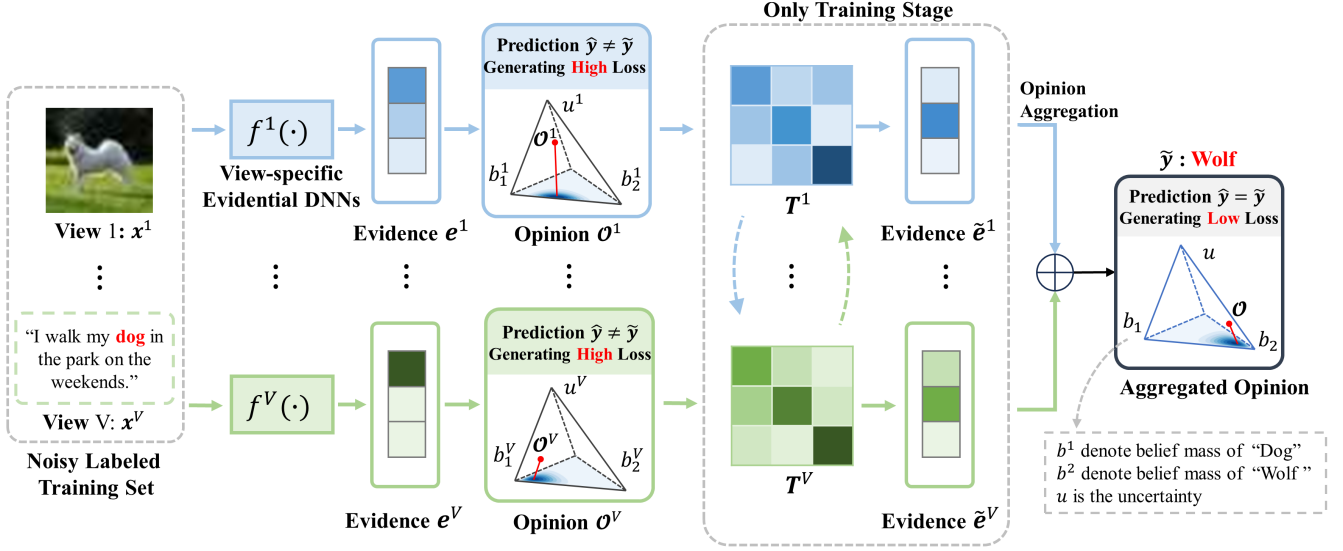 Only Training Stage
Prediction ŷ ≠ ỹ
Generating High Loss
u¹
𝒪¹
b₁¹
b₂¹
f¹(·)
View-specific
Evidential DNNs
View 1: x¹
Evidence e¹
Opinion 𝒪¹
T¹
Evidence ẽ¹
Opinion
Aggregation
ỹ : Wolf
Prediction ŷ = ỹ
Generating Low Loss
u
𝒪
b₁
b₂
Aggregated Opinion
“I walk my dog in
the park on the
weekends.”
View V: x^V
Noisy Labeled
Training Set
f^V(·)
Prediction ŷ ≠ ỹ
Generating High Loss
u^V
𝒪^V
b₁^V
b₂^V
Evidence e^V
Opinion 𝒪^V
T^V
Evidence ẽ^V
b¹ denote belief mass of “Dog”
b² denote belief mass of “Wolf ”
u is the uncertainty